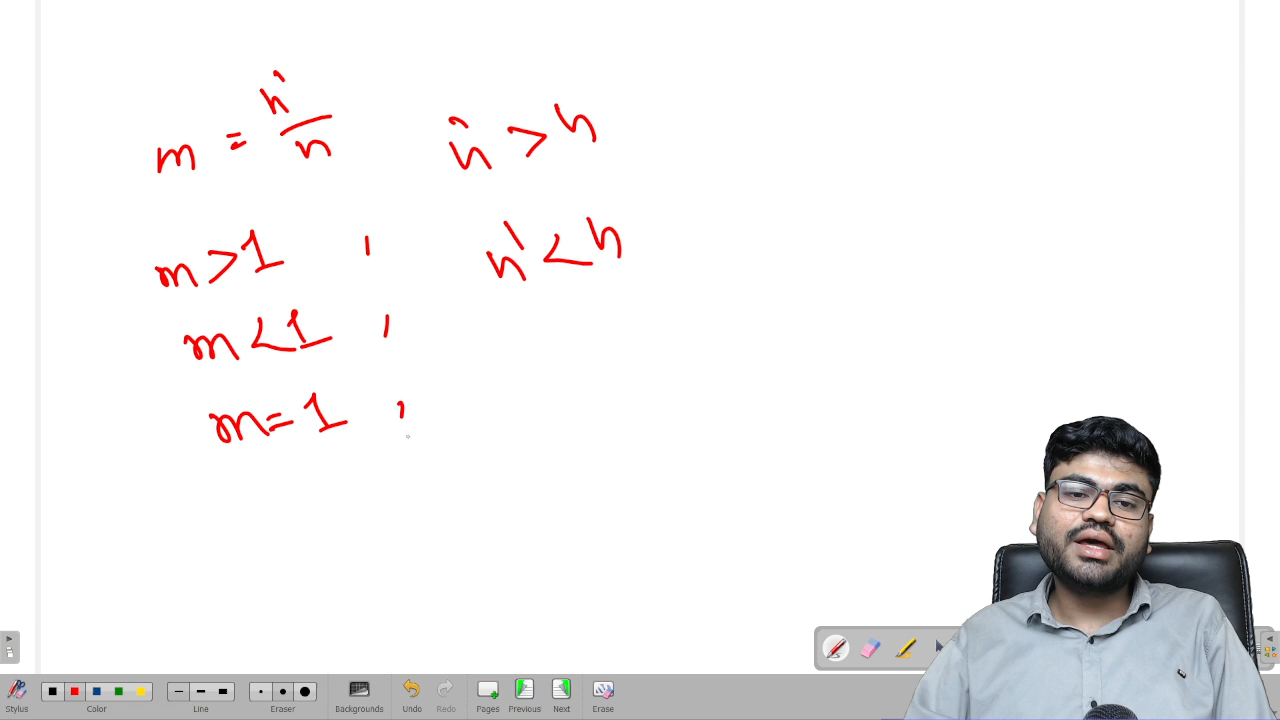 m = h'/h    h' > h
m > 1 ,    h' < h
m < 1 ,
m = 1 ,
Stylus Color Line Eraser Backgrounds Undo Redo Pages Previous Next Erase